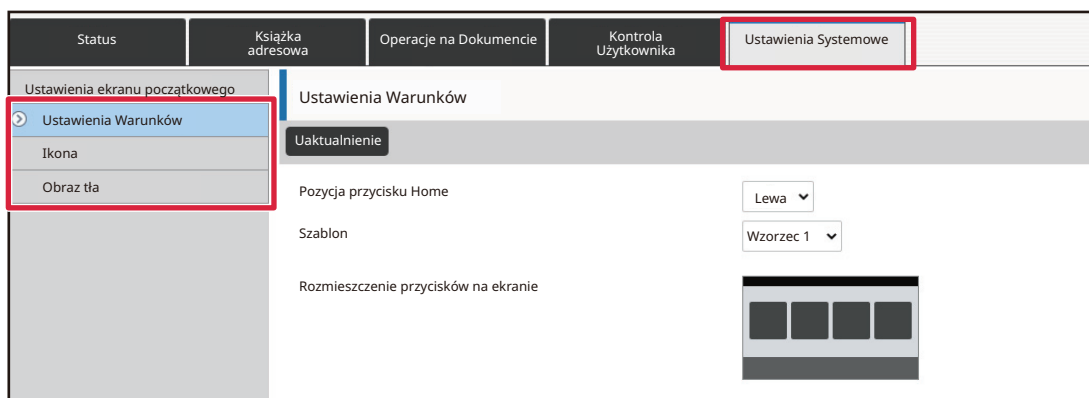 Status
Książka
adresowa
Operacje na Dokumencie
Kontrola
Użytkownika
Ustawienia Systemowe
Ustawienia ekranu początkowego
Ustawienia Warunków
Ikona
Obraz tła
Ustawienia Warunków
Uaktualnienie
Pozycja przycisku Home
Lewa
Szablon
Wzorzec 1
Rozmieszczenie przycisków na ekranie